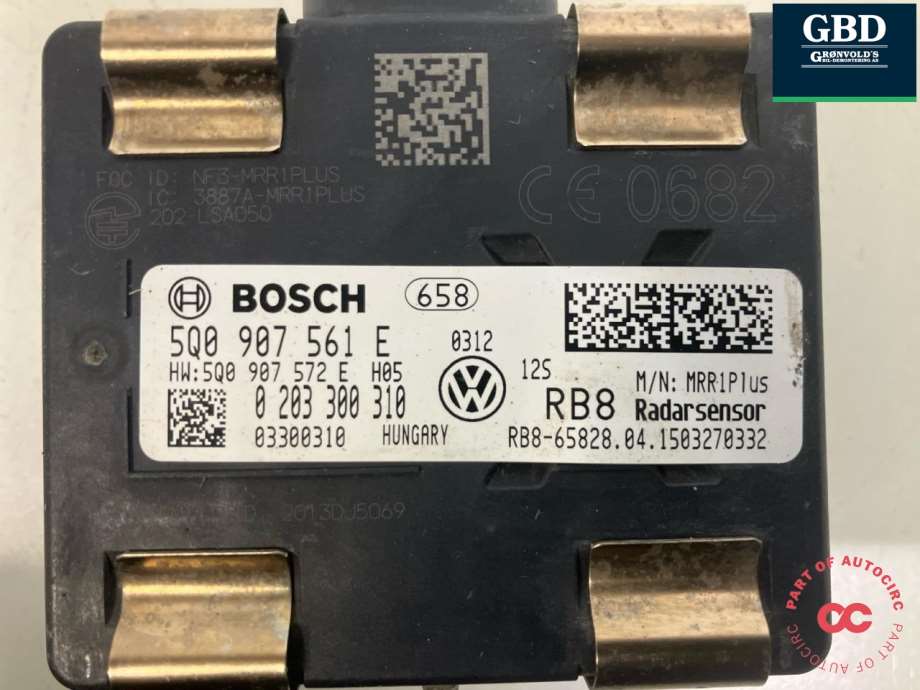 GBD
GRØNVOLD'S
BIL-DEMONTERING AS
FCC ID: NF3-MRR1PLUS
IC: 3887A-MRR1PLUS
202-LSA050
CE 0682
BOSCH 658
5Q0 907 561 E 0312
HW:5Q0 907 572 E H05 12S M/N: MRR1Plus
0 203 300 310 RB8 Radarsensor
03300310 HUNGARY RB8-65828.04.1503270332
2013DJ5069
PART OF AUTOCIRC PART OF AUTOCIRC